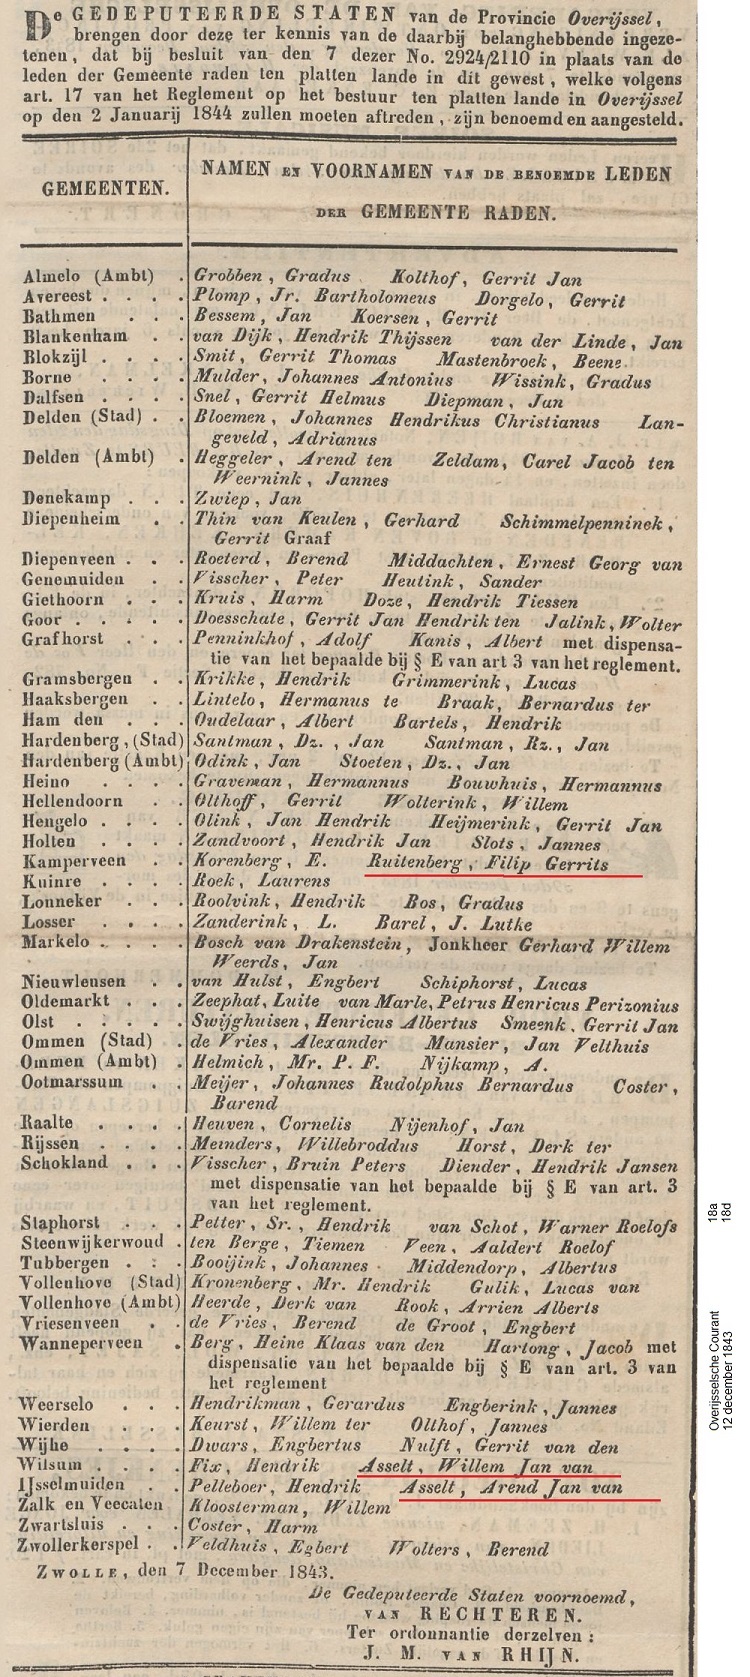 De GEDEPUTEERDE STATEN van de Provincie Overijssel,
brengen door deze ter kennis van de daarbij belanghebbende ingeze-
tenen, dat bij besluit van den 7 dezer No. 2924/2110 in plaats van de
leden der Gemeente raden ten platten lande in dit gewest, welke volgens
art. 17 van het Reglement op het bestuur ten platten lande in Overijssel
op den 2 Januarij 1844 zullen moeten aftreden, zijn benoemd en aangesteld.
GEMEENTEN.
NAMEN EN VOORNAMEN VAN DE BENOEMDE LEDEN
DER GEMEENTE RADEN.
Almelo (Ambt) . Grobben, Gradus Kolthof, Gerrit Jan
Avereest . . . . Plomp, Jr. Bartholomeus Dorgelo, Gerrit
Bathmen . . . Bessem, Jan Koersen, Gerrit
Blankenham . . van Dijk, Hendrik Thijssen van der Linde, Jan
Blokzijl . . . . Smit, Gerrit Thomas Mastenbroek, Beene.
Borne . . . . Mulder, Johannes Antonius Wissink, Gradus
Dalfsen . . . . Snel, Gerrit Helmus Diepman, Jan
Delden (Stad) . . Bloemen, Johannes Hendrikus Christianus Lan-
geveld, Adrianus
Delden (Ambt) . Heggeler, Arend ten Zeldam, Carel Jacob ten
Weernink, Jannes
Denekamp . . . Zwiep, Jan
Diepenheim . . Thin van Keulen, Gerhard Schimmelpenninck,
Gerrit Graaf
Diepenveen . . . Roeterd, Berend Middachten, Ernest Georg van
Genemuiden . . Visscher, Peter Heutink, Sander
Giethoorn . . . Kruis, Harm Doze, Hendrik Tiessen
Goor . . . . . Doesschate, Gerrit Jan Hendrik ten Jalink, Wolter
Grafhorst . . . Penninkhof, Adolf Kanis, Albert met dispensa-
tie van het bepaalde bij § E van art 3 van het reglement.
Gramsbergen . . Krikke, Hendrik Grimmerink, Lucas
Haaksbergen . . Lintelo, Hermanus te Braak, Bernardus ter
Ham den . . . Oudelaar, Albert Bartels, Hendrik
Hardenberg, (Stad) Santman, Dz., Jan Santman, Rz., Jan
Hardenberg (Ambt) Odink, Jan Stoeten, Dz., Jan
Heino . . . . Graveman, Hermannus Bouwhuis, Hermannus
Hellendoorn . . Olthoff, Gerrit Wolterink, Willem
Hengelo . . . . Olink, Jan Hendrik Heijmerink, Gerrit Jan
Holten . . . . Zandvoort, Hendrik Jan Slots, Jannes
Kamperveen . . Korenberg, E. Ruitenberg, Filip Gerrits
Kuinre . . . . Roek, Laurens
Lonneker . . . Roolvink, Hendrik Bos, Gradus
Losser . . . . Zanderink, L. Barel, J. Lutke
Markelo . . . . Bosch van Drakenstein, Jonkheer Gerhard Willem
Weerds, Jan
Nieuwleusen . . van Hulst, Engbert Schiphorst, Lucas
Oldemarkt . . . Zeephat, Luite van Marle, Petrus Henricus Perizonius
Olst . . . . . Swijghuisen, Henricus Albertus Smeenk, Gerrit Jan
Ommen (Stad) . de Vries, Alexander Mansier, Jan Velthuis
Ommen (Ambt) . Helmich, Mr. P. F. Nijkamp, A.
Ootmarssum . . Meijer, Johannes Rudolphus Bernardus Coster,
Barend
Raalte . . . . Heuven, Cornelis Nijenhof, Jan
Rijssen . . . . Meinders, Willebroddus Horst, Derk ter
Schokland . . . Visscher, Bruin Peters Diender, Hendrik Jansen
met dispensatie van het bepaalde bij § E van art. 3
van het reglement.
Staphorst . . . Petter, Sr., Hendrik van Schot, Warner Roelofs
Steenwijkerwoud . ten Berge, Tiemen Veen, Aaldert Roelof
Tubbergen . . . Booijink, Johannes Middendorp, Albertus
Vollenhove (Stad) Kronenberg, Mr. Hendrik Gulik, Lucas van
Vollenhove (Ambt) Heerde, Derk van Rook, Arrien Alberts
Vriesenveen . . de Vries, Berend de Groot, Engbert
Wanneperveen . Berg, Heine Klaas van den Hartong, Jacob met
dispensatie van het bepaalde bij § E van art. 3 van
het reglement
Weerselo . . . Hendrikman, Gerardus Engberink, Jannes
Wierden . . . Keurst, Willem ter Olthof, Jannes
Wijhe . . . . Dwars, Engbertus Nulft, Gerrit van den
Wilsum . . . . Fix, Hendrik Asselt, Willem Jan van
IJsselmuiden . . Pelleboer, Hendrik Asselt, Arend Jan van
Zalk en Veecaten Kloosterman, Willem
Zwartsluis . . . Coster, Harm
Zwollerkerspel . . Veldhuis, Egbert Wolters, Berend
ZWOLLE, den 7 December 1843.
De Gedeputeerde Staten voornoemd,
VAN RECHTEREN.
Ter ordonnantie derzelven:
J. M. VAN RHIJN.
18a
18d
Overijsselsche Courant
12 december 1843